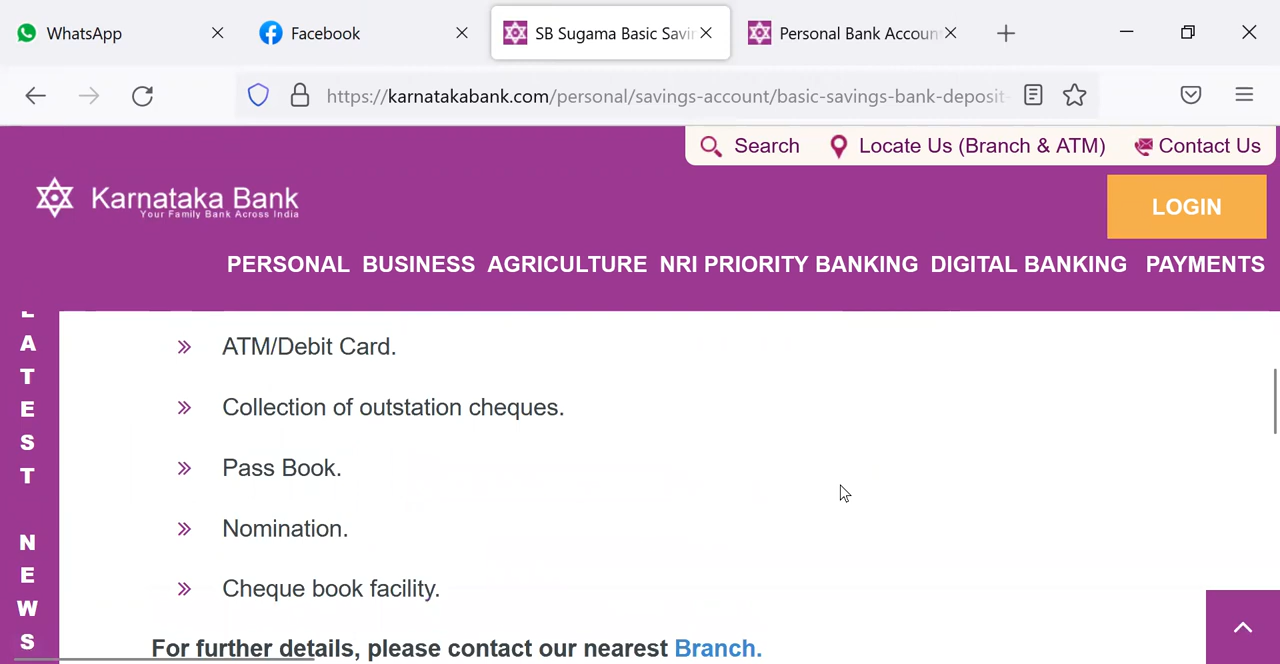 WhatsApp
Facebook
SB Sugama Basic Savin
Personal Bank Accoun
https://karnatakabank.com/personal/savings-account/basic-savings-bank-deposit-
Search
Locate Us (Branch & ATM)
Contact Us
Karnataka Bank
Your Family Bank Across India
LOGIN
PERSONAL BUSINESS AGRICULTURE NRI PRIORITY BANKING DIGITAL BANKING PAYMENTS
LATEST NEWS
ATM/Debit Card.
Collection of outstation cheques.
Pass Book.
Nomination.
Cheque book facility.
For further details, please contact our nearest Branch.